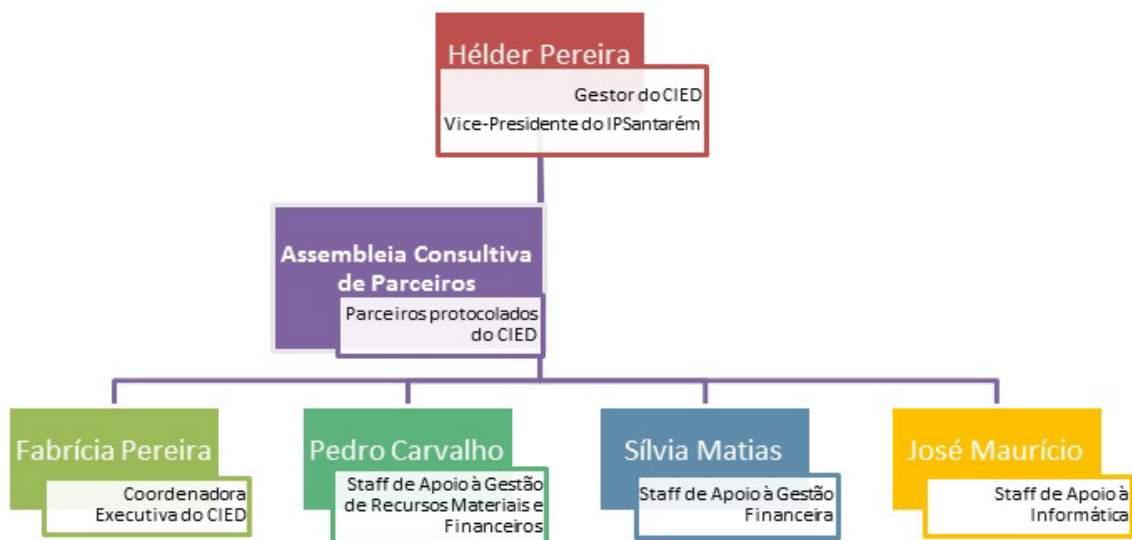 Hélder Pereira
Gestor do CIED
Vice-Presidente do IPSantarém
Assembleia Consultiva
de Parceiros
Parceiros protocolados
do CIED
Fabrícia Pereira
Coordenadora
Executiva do CIED
Pedro Carvalho
Staff de Apoio à Gestão
de Recursos Materiais e
Financeiros
Sílvia Matias
Staff de Apoio à Gestão
Financeira
José Maurício
Staff de Apoio à
Informática